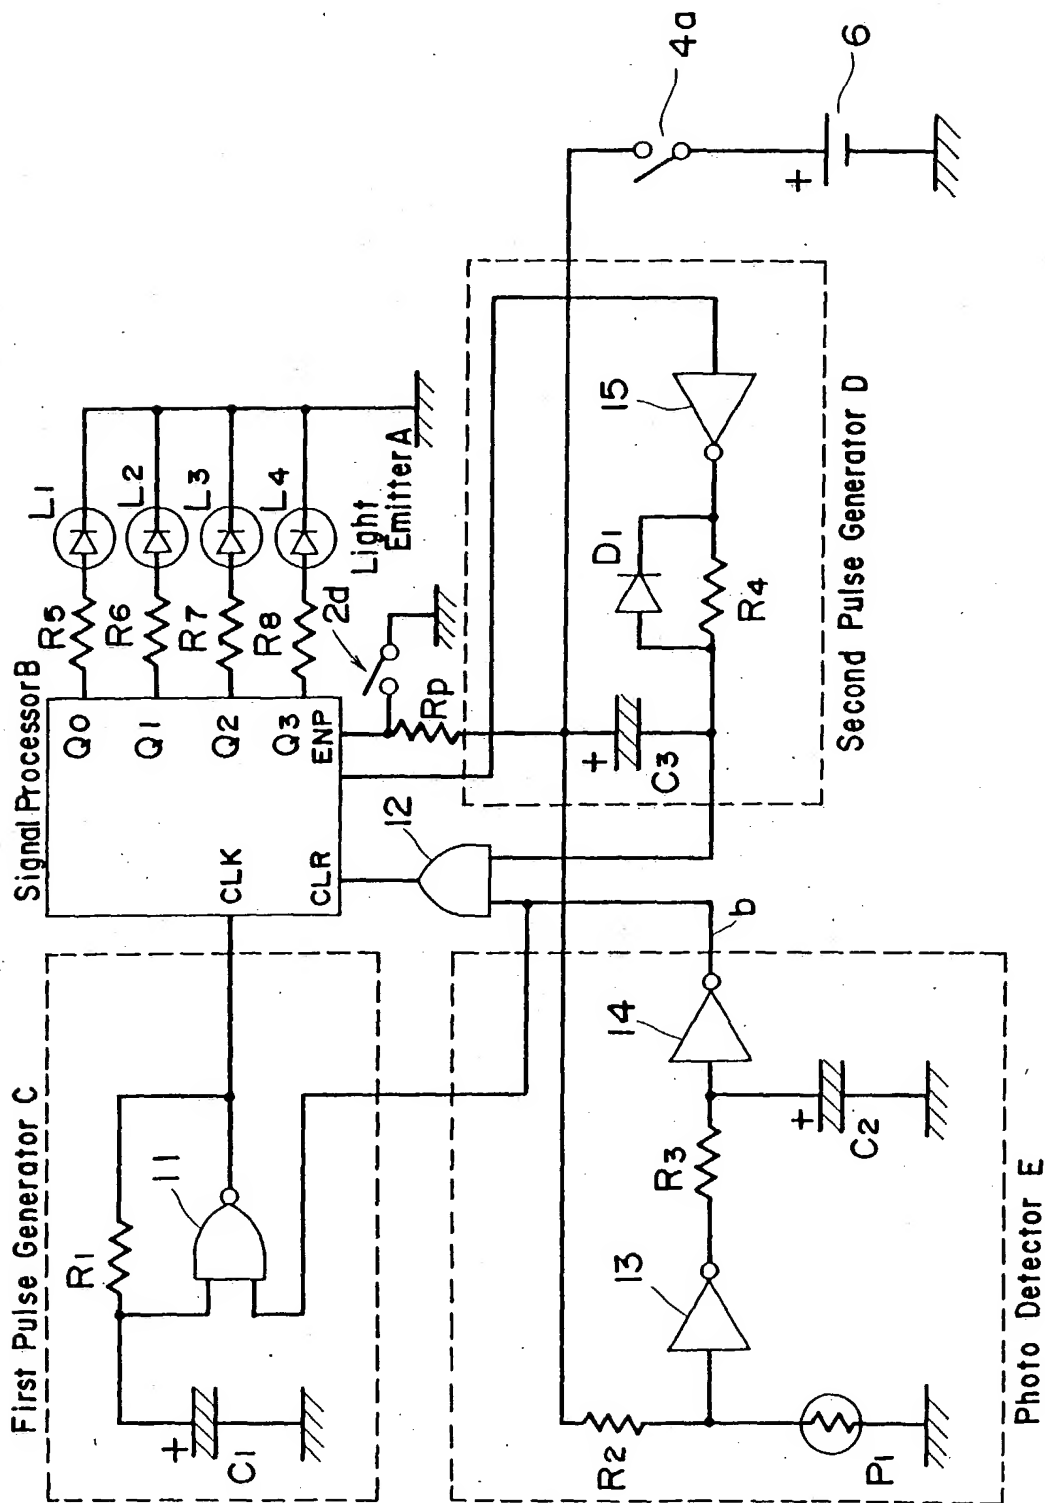 First Pulse Generator C
R1
11
+
C1
Signal Processor B
CLK
CLR
Q0
Q1
Q2
Q3
ENP
R5
R6
R7
R8
L1
L2
L3
L4
Light
Emitter A
2d
Rp
12
+
C3
D1
R4
15
Second Pulse Generator D
4a
+
6
R2
P1
13
R3
+
C2
14
b
Photo Detector E